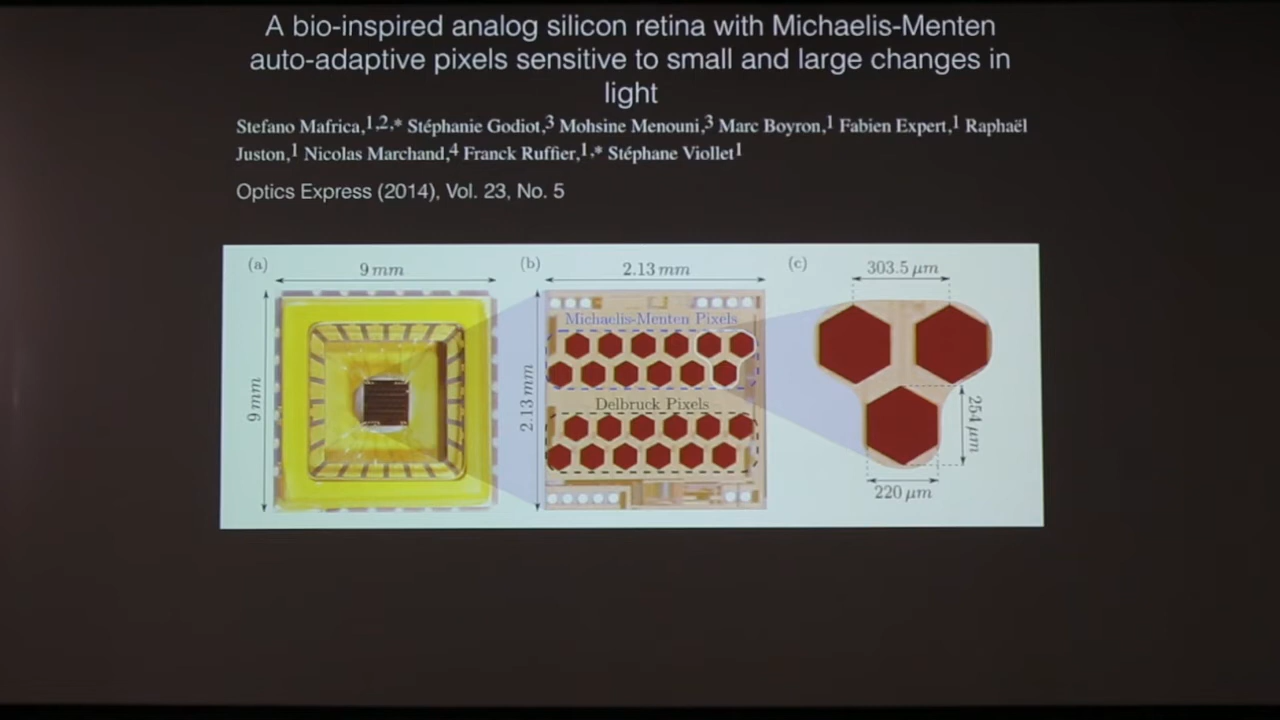 A bio-inspired analog silicon retina with Michaelis-Menten
auto-adaptive pixels sensitive to small and large changes in
light
Stefano Mafrica,1,2,* Stéphanie Godiot,3 Mohsine Menouni,3 Marc Boyron,1 Fabien Expert,1 Raphaël
Juston,1 Nicolas Marchand,4 Franck Ruffier,1,* Stéphane Viollet1
Optics Express (2014), Vol. 23, No. 5
(a)
9 mm
9 mm
(b)
2.13 mm
2.13 mm
Michaelis-Menten Pixels
Delbruck Pixels
(c)
303.5 μm
254 μm
220 μm